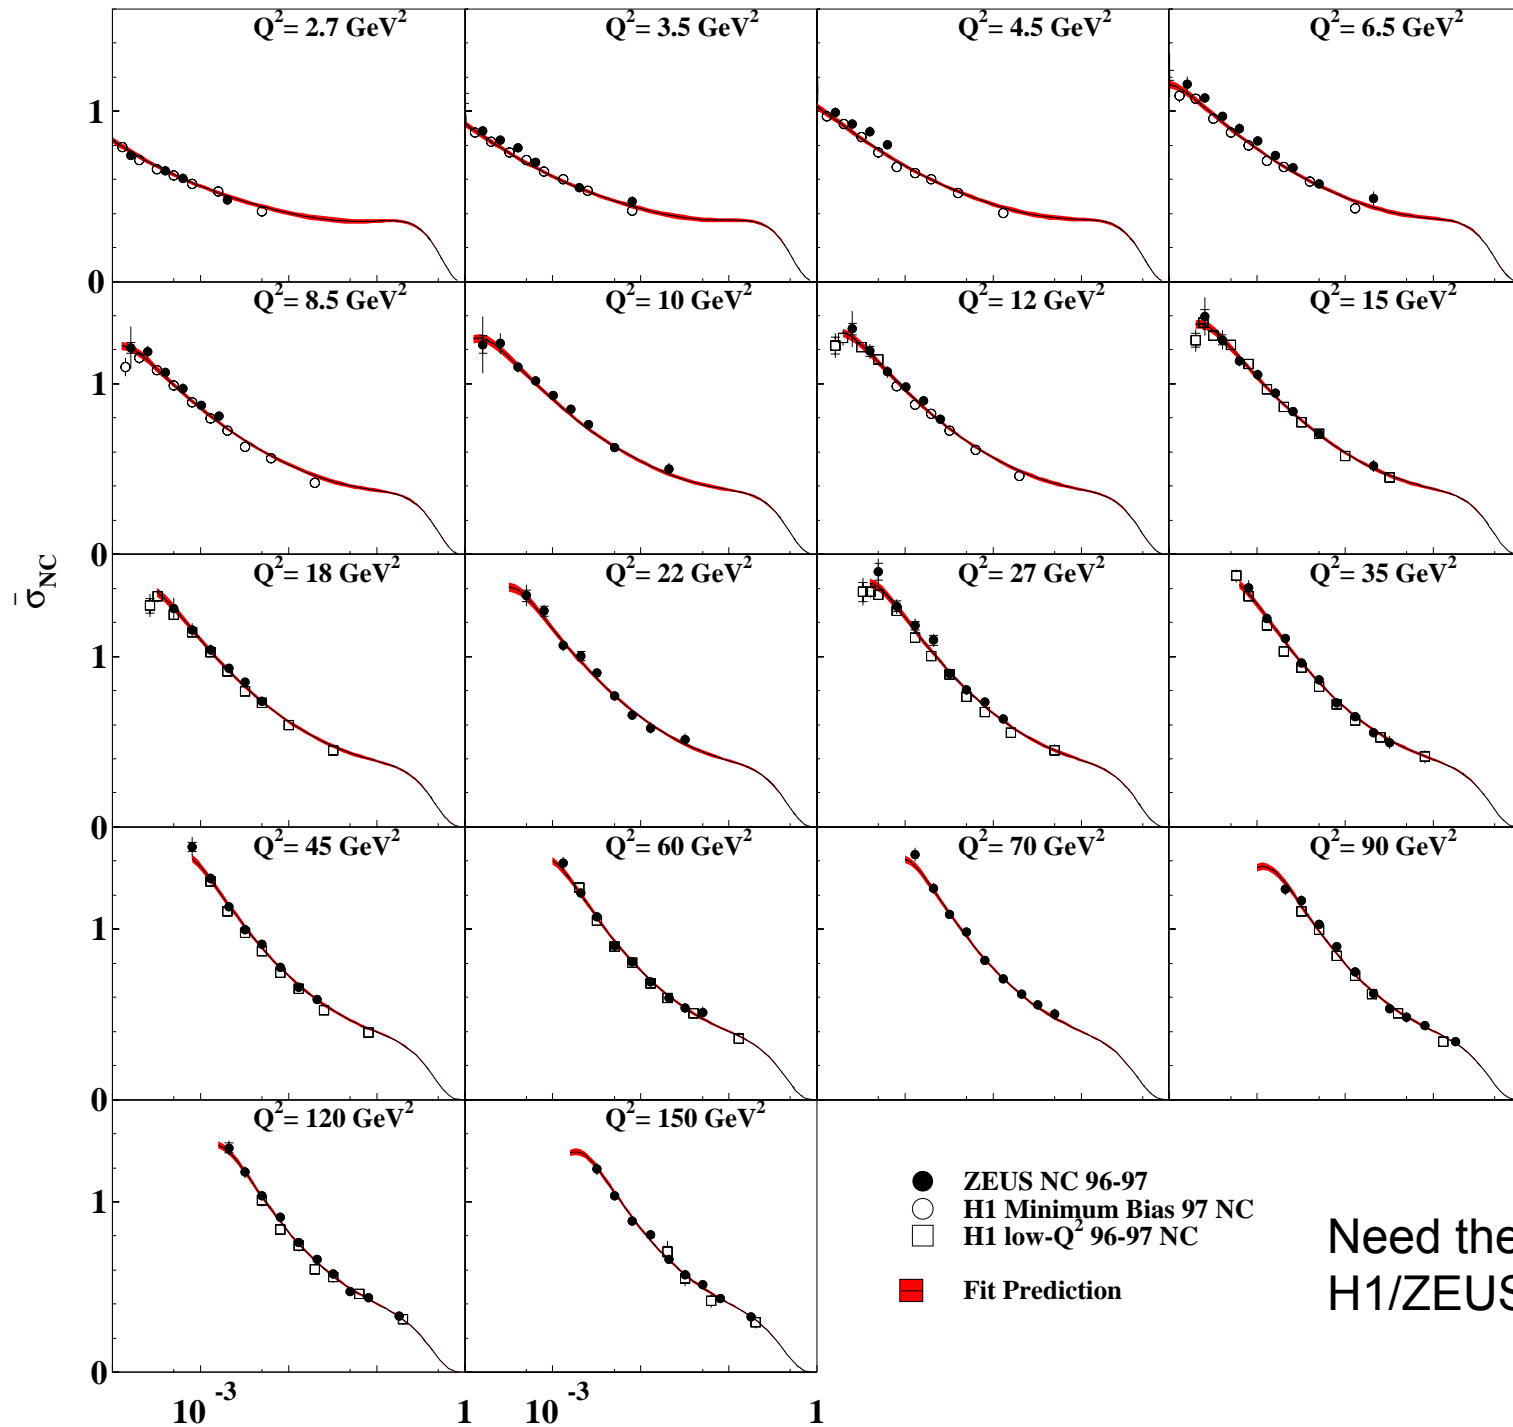 Q²= 2.7 GeV²
Q²= 3.5 GeV²
Q²= 4.5 GeV²
Q²= 6.5 GeV²
1
0
Q²= 8.5 GeV²
Q²= 10 GeV²
Q²= 12 GeV²
Q²= 15 GeV²
1
0
σ̄NC
Q²= 18 GeV²
Q²= 22 GeV²
Q²= 27 GeV²
Q²= 35 GeV²
1
0
Q²= 45 GeV²
Q²= 60 GeV²
Q²= 70 GeV²
Q²= 90 GeV²
1
0
Q²= 120 GeV²
Q²= 150 GeV²
1
0
10⁻³
1
10⁻³
1
ZEUS NC 96-97
H1 Minimum Bias 97 NC
H1 low-Q² 96-97 NC
Fit Prediction
Need the
H1/ZEUS